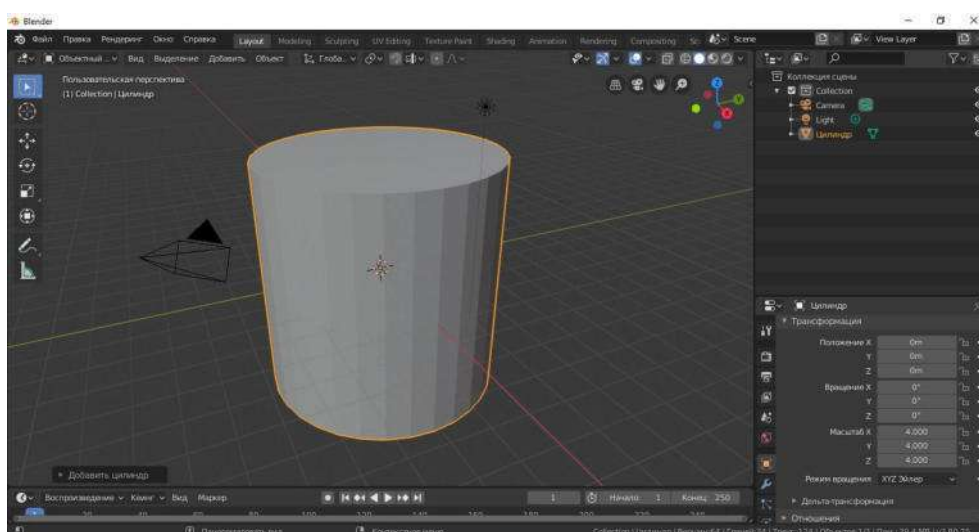 Blender
Файл Правка Рендеринг Окно Справка Layout Modeling Sculpting UV Editing Texture Paint Shading Animation Rendering Compositing Sc Scene View Layer
Объектный Вид Выделение Добавить Объект Глоба..
Пользовательская перспектива
(1) Collection | Цилиндр
Коллекция сцены
Collection
Camera
Light
Цилиндр
Цилиндр
Трансформация
Положение X 0m
Y 0m
Z 0m
Вращение X 0°
Y 0°
Z 0°
Масштаб X 4.000
Y 4.000
Z 4.000
Режим вращения XYZ Эйлер
Дельта-трансформация
Отношения
Добавить цилиндр
Воспроизведение Кеинг Вид Маркер 1 Начало 1 Конец 250